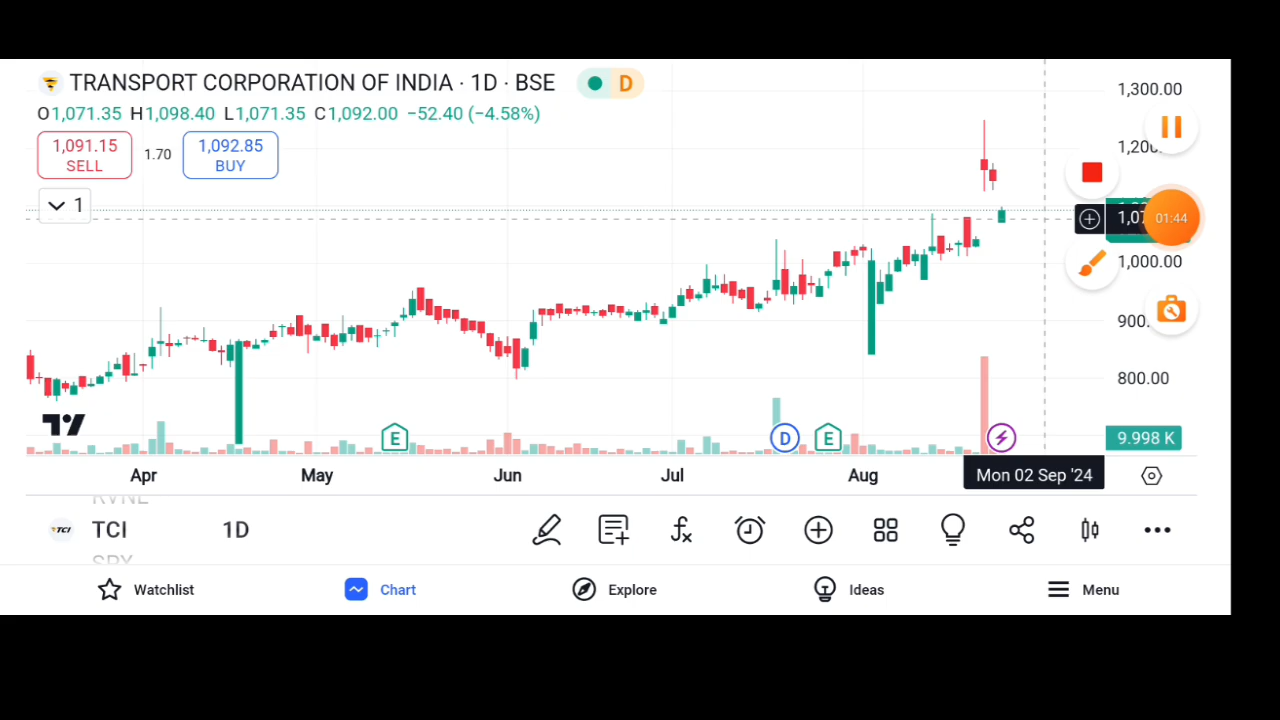 TRANSPORT CORPORATION OF INDIA · 1D · BSE
D
O1,071.35 H1,098.40 L1,071.35 C1,092.00 −52.40 (−4.58%)
1,091.15
SELL
1.70
1,092.85
BUY
1
1,300.00
1,000.00
800.00
01:44
E
D
E
9.998 K
Apr
May
Jun
Jul
Aug
Mon 02 Sep '24
TCI
TCI
1D
Watchlist
Chart
Explore
Ideas
Menu